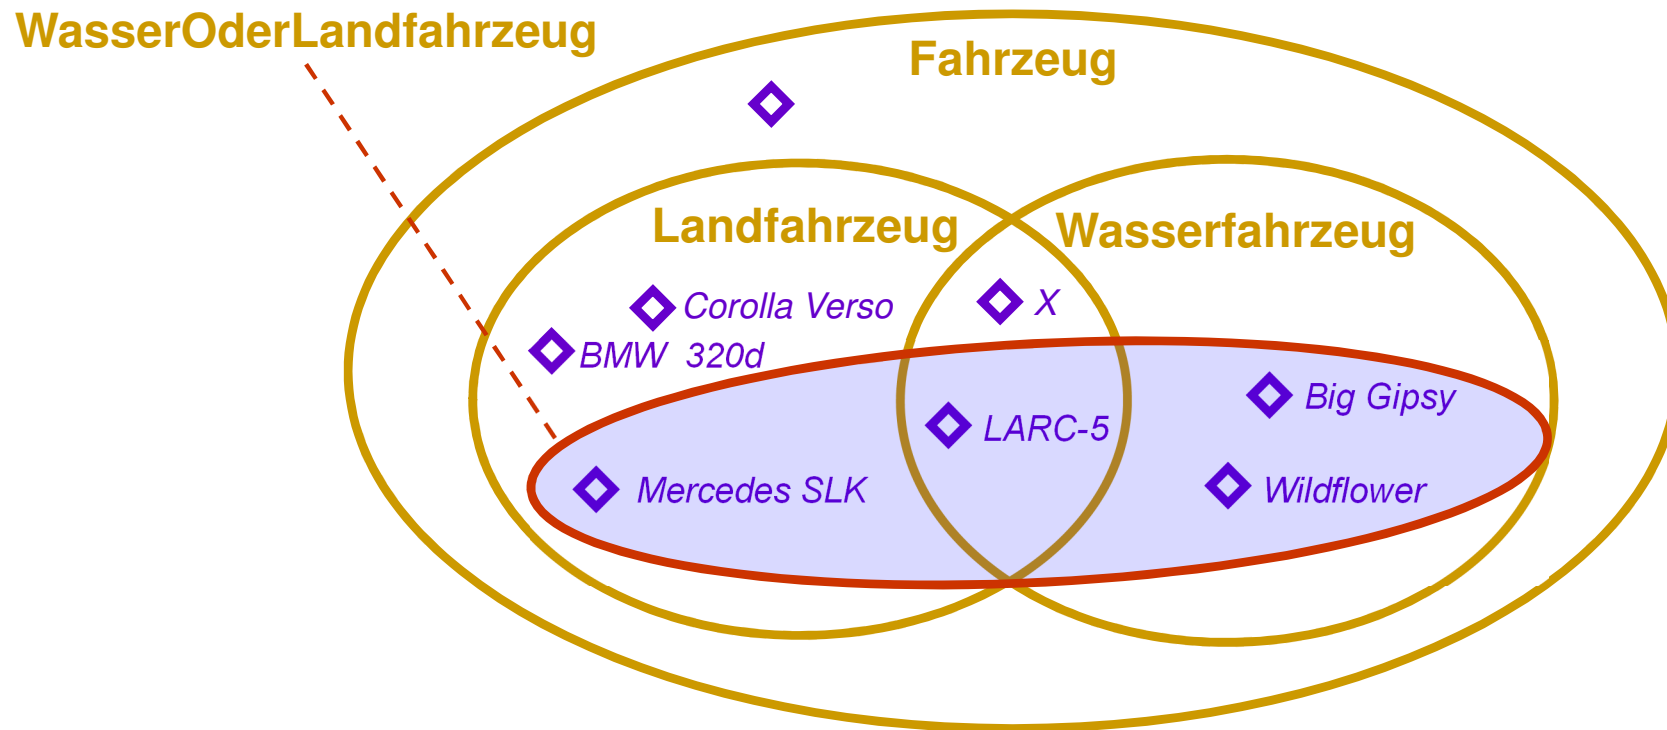 WasserOderLandfahrzeug
Fahrzeug
Landfahrzeug
Wasserfahrzeug
Corolla Verso
X
BMW 320d
Big Gipsy
LARC-5
Mercedes SLK
Wildflower